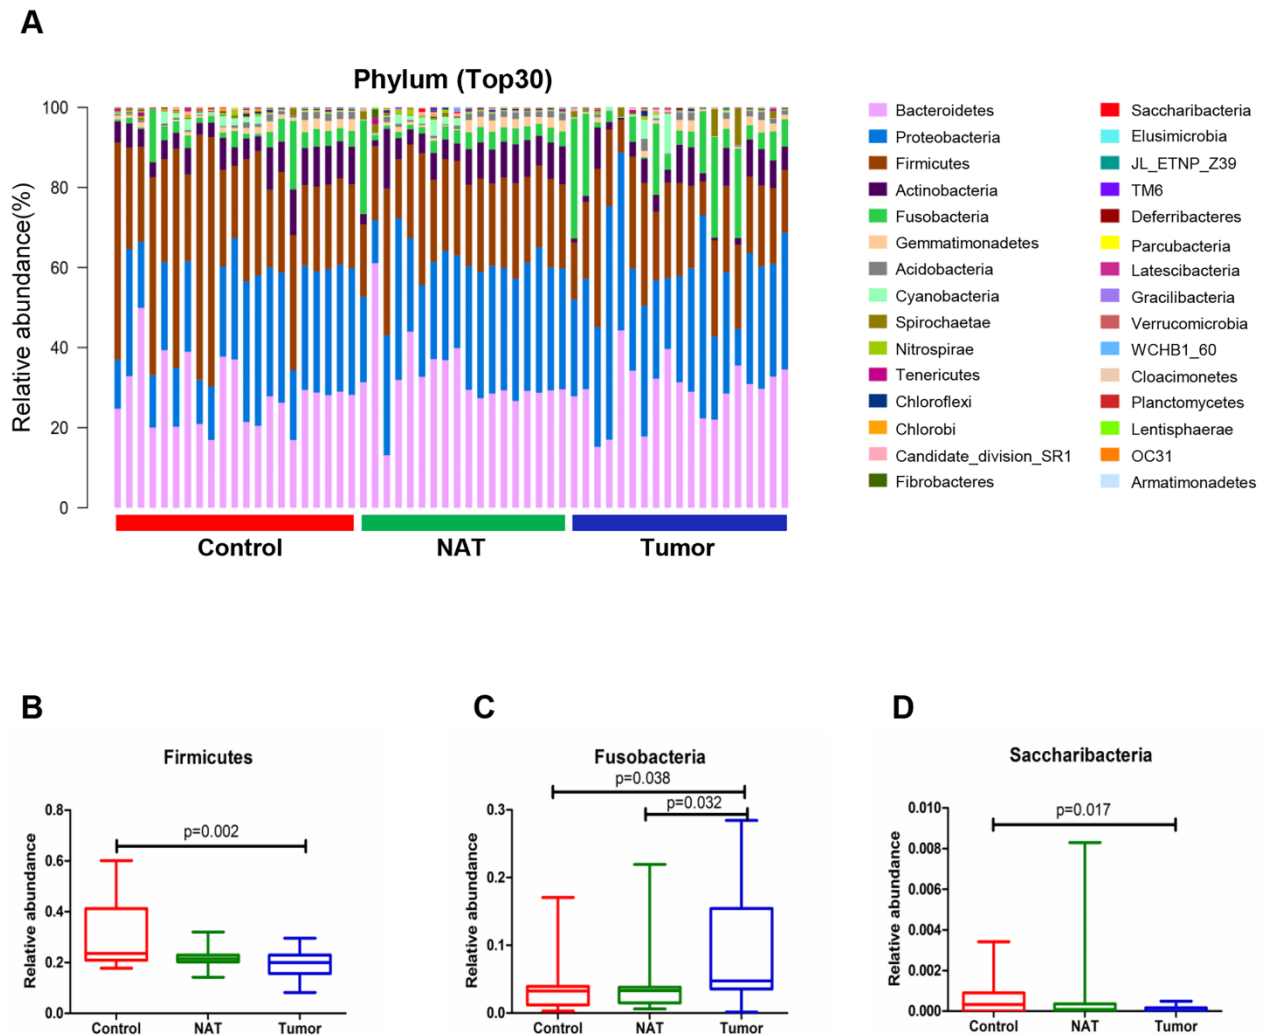 A
Phylum (Top30)
Relative abundance(%)
100
80
60
40
20
0
Control NAT Tumor
Bacteroidetes
Proteobacteria
Firmicutes
Actinobacteria
Fusobacteria
Gemmatimonadetes
Acidobacteria
Cyanobacteria
Spirochaetae
Nitrospirae
Tenericutes
Chloroflexi
Chlorobi
Candidate_division_SR1
Fibrobacteres
Saccharibacteria
Elusimicrobia
JL_ETNP_Z39
TM6
Deferribacteres
Parcubacteria
Latescibacteria
Gracilibacteria
Verrucomicrobia
WCHB1_60
Cloacimonetes
Planctomycetes
Lentisphaerae
OC31
Armatimonadetes
B
Firmicutes
Relative abundance
0.8
0.6
0.4
0.2
0.0
p=0.002
Control NAT Tumor
C
Fusobacteria
p=0.038
p=0.032
Relative abundance
0.3
0.2
0.1
0.0
Control NAT Tumor
D
Saccharibacteria
Relative abundance
0.010
0.008
0.006
0.004
0.002
0.000
p=0.017
Control NAT Tumor